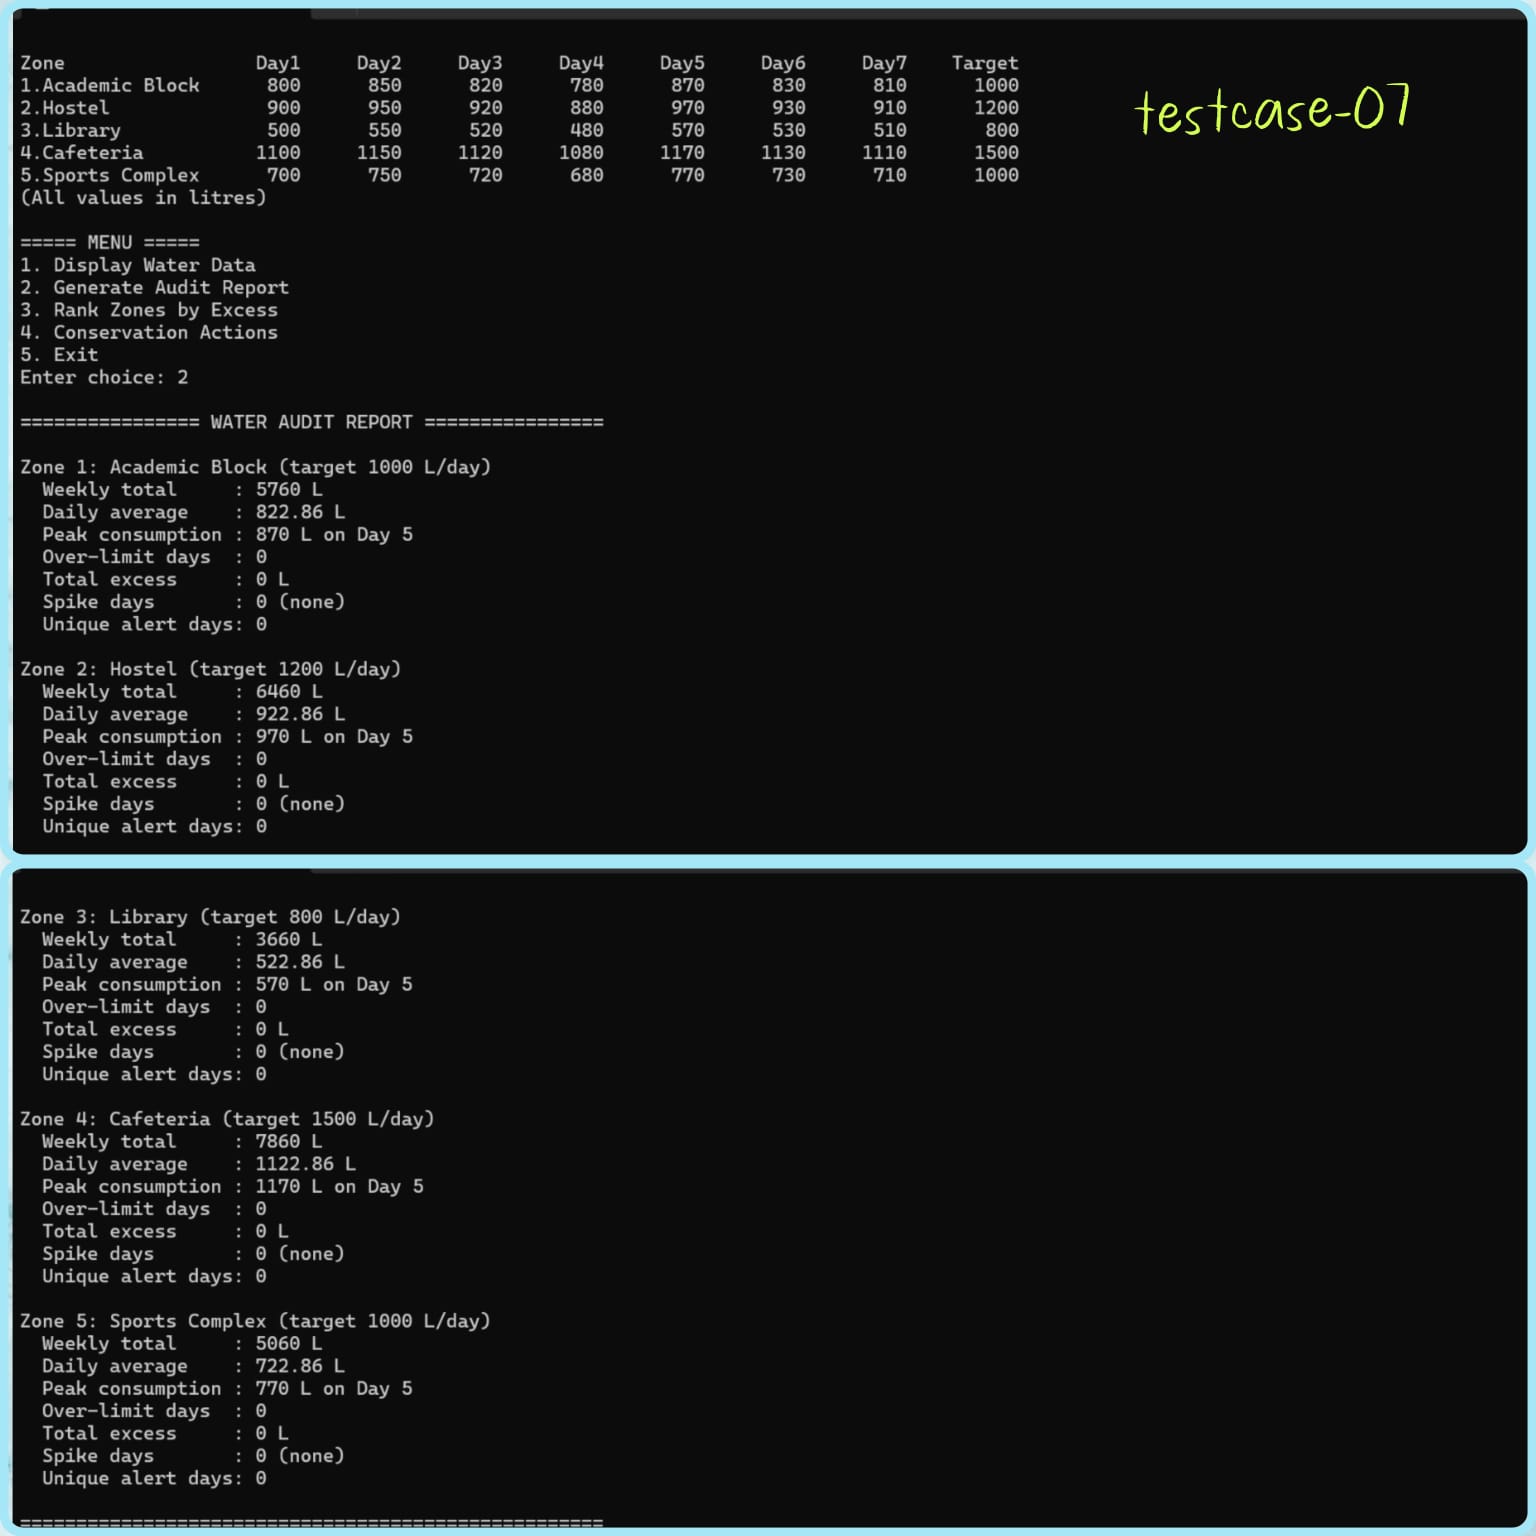 Zone                 Day1     Day2     Day3     Day4     Day5     Day6     Day7    Target
1.Academic Block      800      850      820      780      870      830      810      1000
2.Hostel              900      950      920      880      970      930      910      1200
3.Library             500      550      520      480      570      530      510       800
4.Cafeteria          1100     1150     1120     1080     1170     1130     1110      1500
5.Sports Complex      700      750      720      680      770      730      710      1000
(All values in litres)
testcase-07
===== MENU =====
1. Display Water Data
2. Generate Audit Report
3. Rank Zones by Excess
4. Conservation Actions
5. Exit
Enter choice: 2
================ WATER AUDIT REPORT ================
Zone 1: Academic Block (target 1000 L/day)
Weekly total     : 5760 L
Daily average    : 822.86 L
Peak consumption : 870 L on Day 5
Over-limit days  : 0
Total excess     : 0 L
Spike days       : 0 (none)
Unique alert days: 0
Zone 2: Hostel (target 1200 L/day)
Weekly total     : 6460 L
Daily average    : 922.86 L
Peak consumption : 970 L on Day 5
Over-limit days  : 0
Total excess     : 0 L
Spike days       : 0 (none)
Unique alert days: 0
Zone 3: Library (target 800 L/day)
Weekly total     : 3660 L
Daily average    : 522.86 L
Peak consumption : 570 L on Day 5
Over-limit days  : 0
Total excess     : 0 L
Spike days       : 0 (none)
Unique alert days: 0
Zone 4: Cafeteria (target 1500 L/day)
Weekly total     : 7860 L
Daily average    : 1122.86 L
Peak consumption : 1170 L on Day 5
Over-limit days  : 0
Total excess     : 0 L
Spike days       : 0 (none)
Unique alert days: 0
Zone 5: Sports Complex (target 1000 L/day)
Weekly total     : 5060 L
Daily average    : 722.86 L
Peak consumption : 770 L on Day 5
Over-limit days  : 0
Total excess     : 0 L
Spike days       : 0 (none)
Unique alert days: 0
====================================================